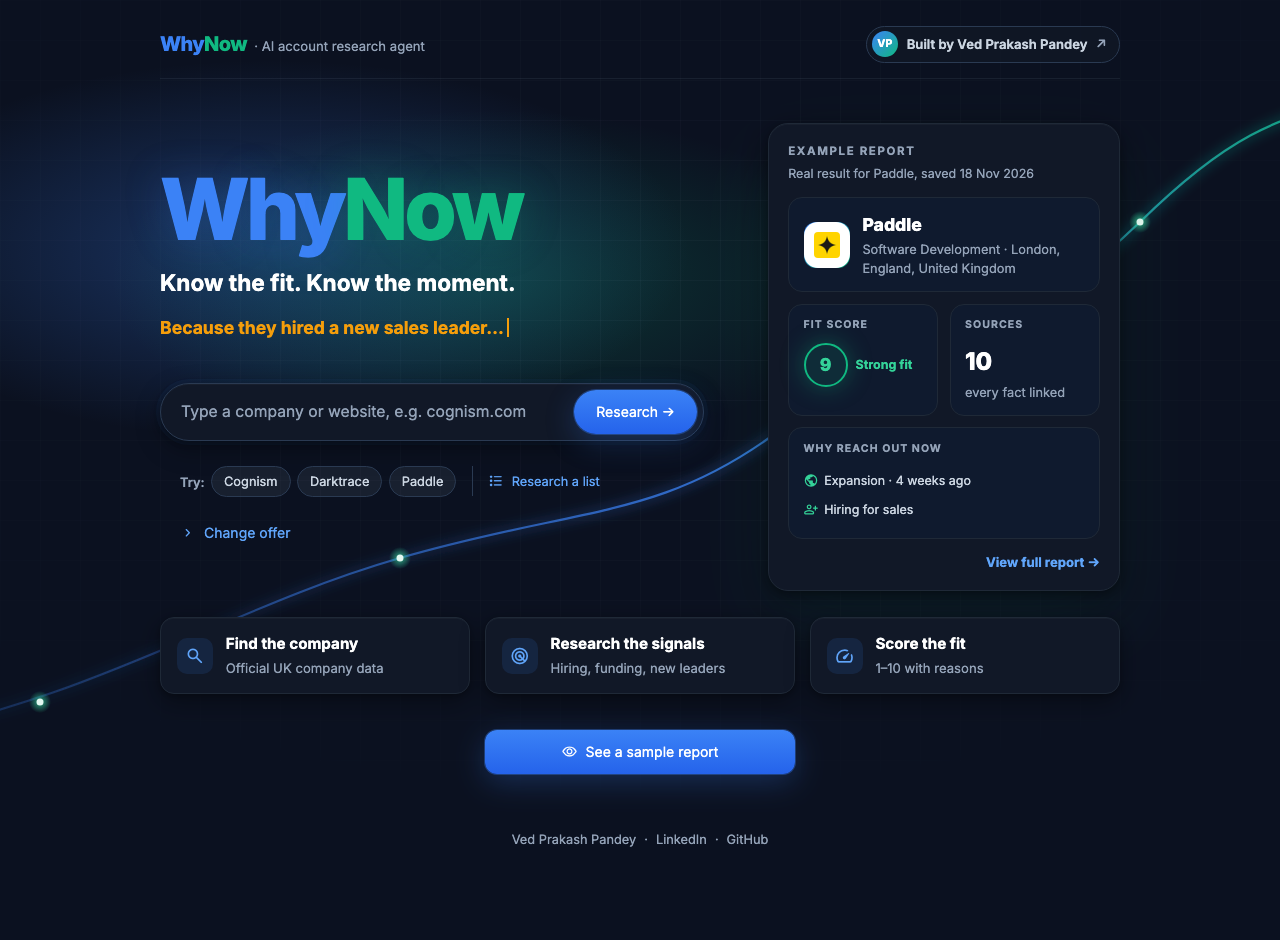 WhyNow · AI account research agent
VP Built by Ved Prakash Pandey ↗
WhyNow
Know the fit. Know the moment.
Because they hired a new sales leader...|
Type a company or website, e.g. cognism.com
Research →
Try: Cognism Darktrace Paddle
Research a list
Change offer
EXAMPLE REPORT
Real result for Paddle, saved 18 Nov 2026
Paddle
Software Development · London,
England, United Kingdom
FIT SCORE
9 Strong fit
SOURCES
10
every fact linked
WHY REACH OUT NOW
Expansion · 4 weeks ago
Hiring for sales
View full report →
Find the company
Official UK company data
Research the signals
Hiring, funding, new leaders
Score the fit
1–10 with reasons
See a sample report
Ved Prakash Pandey · LinkedIn · GitHub